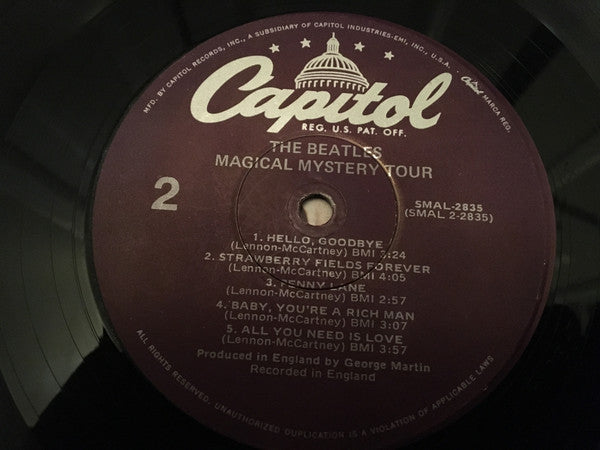 MFD. BY CAPITOL RECORDS, INC., A SUBSIDIARY OF CAPITOL INDUSTRIES-EMI, INC., U.S.A.
Capitol MARCA REG.
Capitol
REG. U.S. PAT. OFF.
THE BEATLES
MAGICAL MYSTERY TOUR
2
SMAL-2835
(SMAL 2-2835)
1. HELLO, GOODBYE
(Lennon-McCartney) BMI 3:24
2. STRAWBERRY FIELDS FOREVER
(Lennon-McCartney) BMI 4:05
3. PENNY LANE
(Lennon-McCartney) BMI 2:57
4. BABY, YOU'RE A RICH MAN
(Lennon-McCartney) BMI 3:07
5. ALL YOU NEED IS LOVE
(Lennon-McCartney) BMI 3:57
Produced in England by George Martin
Recorded in England
ALL RIGHTS RESERVED. UNAUTHORIZED DUPLICATION IS A VIOLATION OF APPLICABLE LAWS